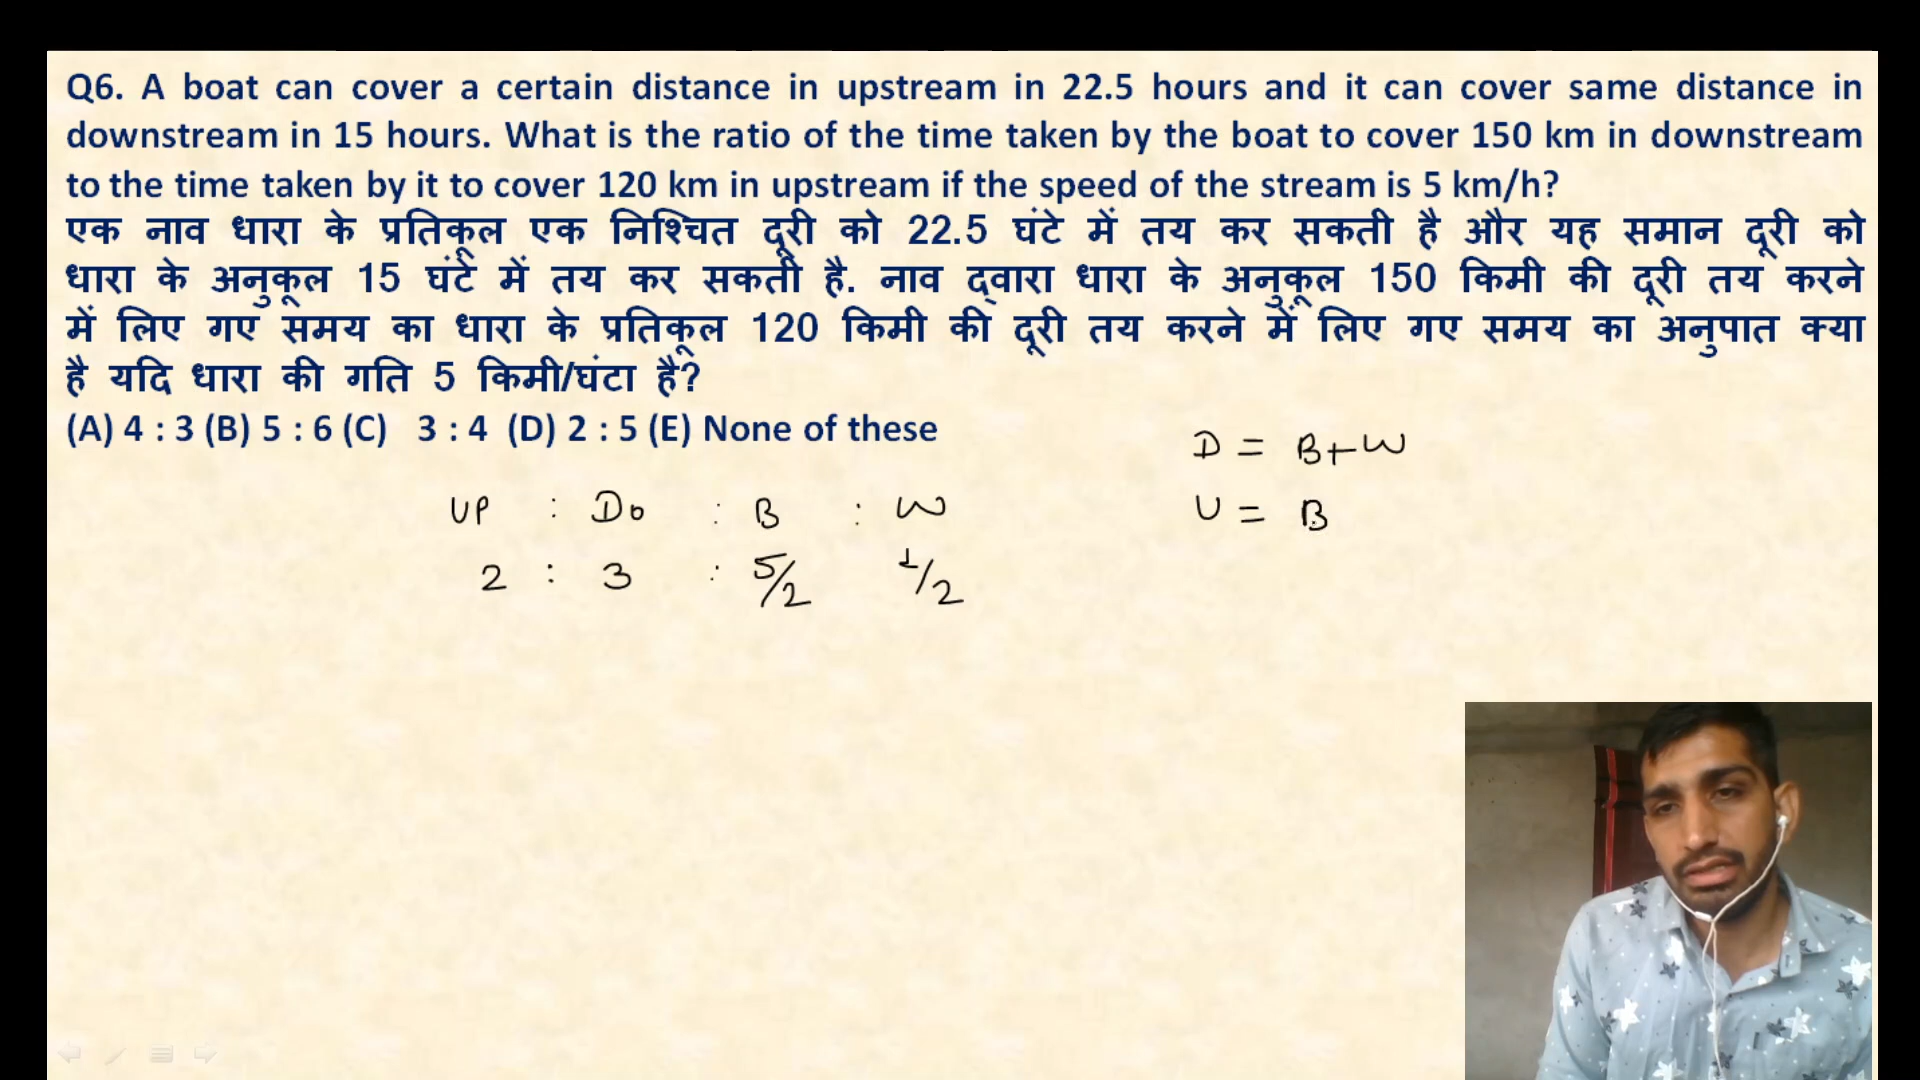 Q6. A boat can cover a certain distance in upstream in 22.5 hours and it can cover same distance in
downstream in 15 hours. What is the ratio of the time taken by the boat to cover 150 km in downstream
to the time taken by it to cover 120 km in upstream if the speed of the stream is 5 km/h?
एक नाव धारा के प्रतिकूल एक निश्चित दूरी को 22.5 घंटे में तय कर सकती है और यह समान दूरी को
धारा के अनुकूल 15 घंटे में तय कर सकती है. नाव द्वारा धारा के अनुकूल 150 किमी की दूरी तय करने
में लिए गए समय का धारा के प्रतिकूल 120 किमी की दूरी तय करने में लिए गए समय का अनुपात क्या
है यदि धारा की गति 5 किमी/घंटा है?
(A) 4 : 3 (B) 5 : 6 (C) 3 : 4 (D) 2 : 5 (E) None of these
D = B+W
UP : Do : B : W
U = B
2 : 3 : 5/2 1/2